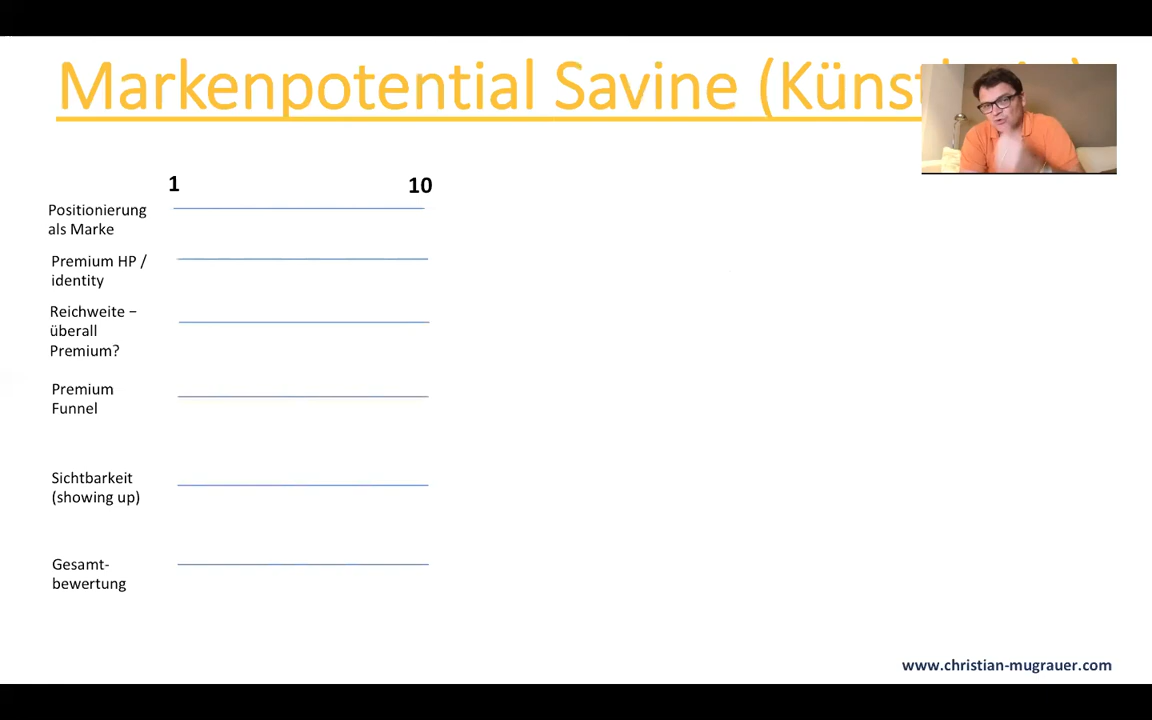 Markenpotential Savine
1
10
Positionierung
als Marke
Premium HP /
identity
Reichweite –
überall
Premium?
Premium
Funnel
Sichtbarkeit
(showing up)
Gesamt-
bewertung
www.christian-mugrauer.com